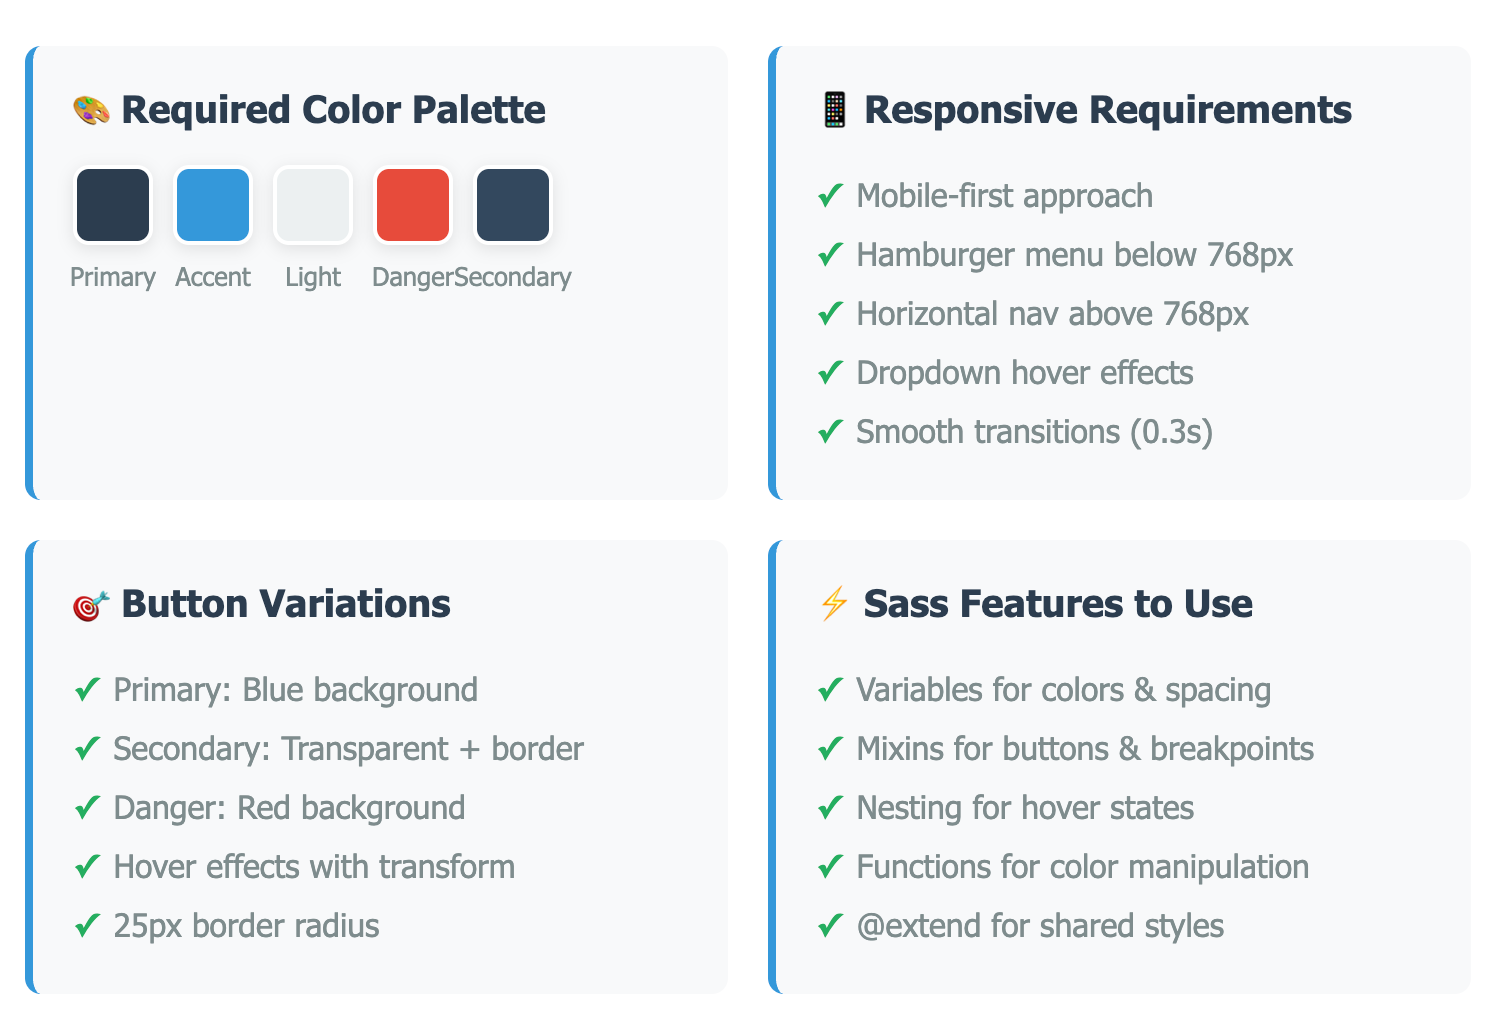 🎨 Required Color Palette
Primary Accent Light Danger Secondary
📱 Responsive Requirements
✓ Mobile-first approach
✓ Hamburger menu below 768px
✓ Horizontal nav above 768px
✓ Dropdown hover effects
✓ Smooth transitions (0.3s)
🎯 Button Variations
✓ Primary: Blue background
✓ Secondary: Transparent + border
✓ Danger: Red background
✓ Hover effects with transform
✓ 25px border radius
⚡ Sass Features to Use
✓ Variables for colors & spacing
✓ Mixins for buttons & breakpoints
✓ Nesting for hover states
✓ Functions for color manipulation
✓ @extend for shared styles